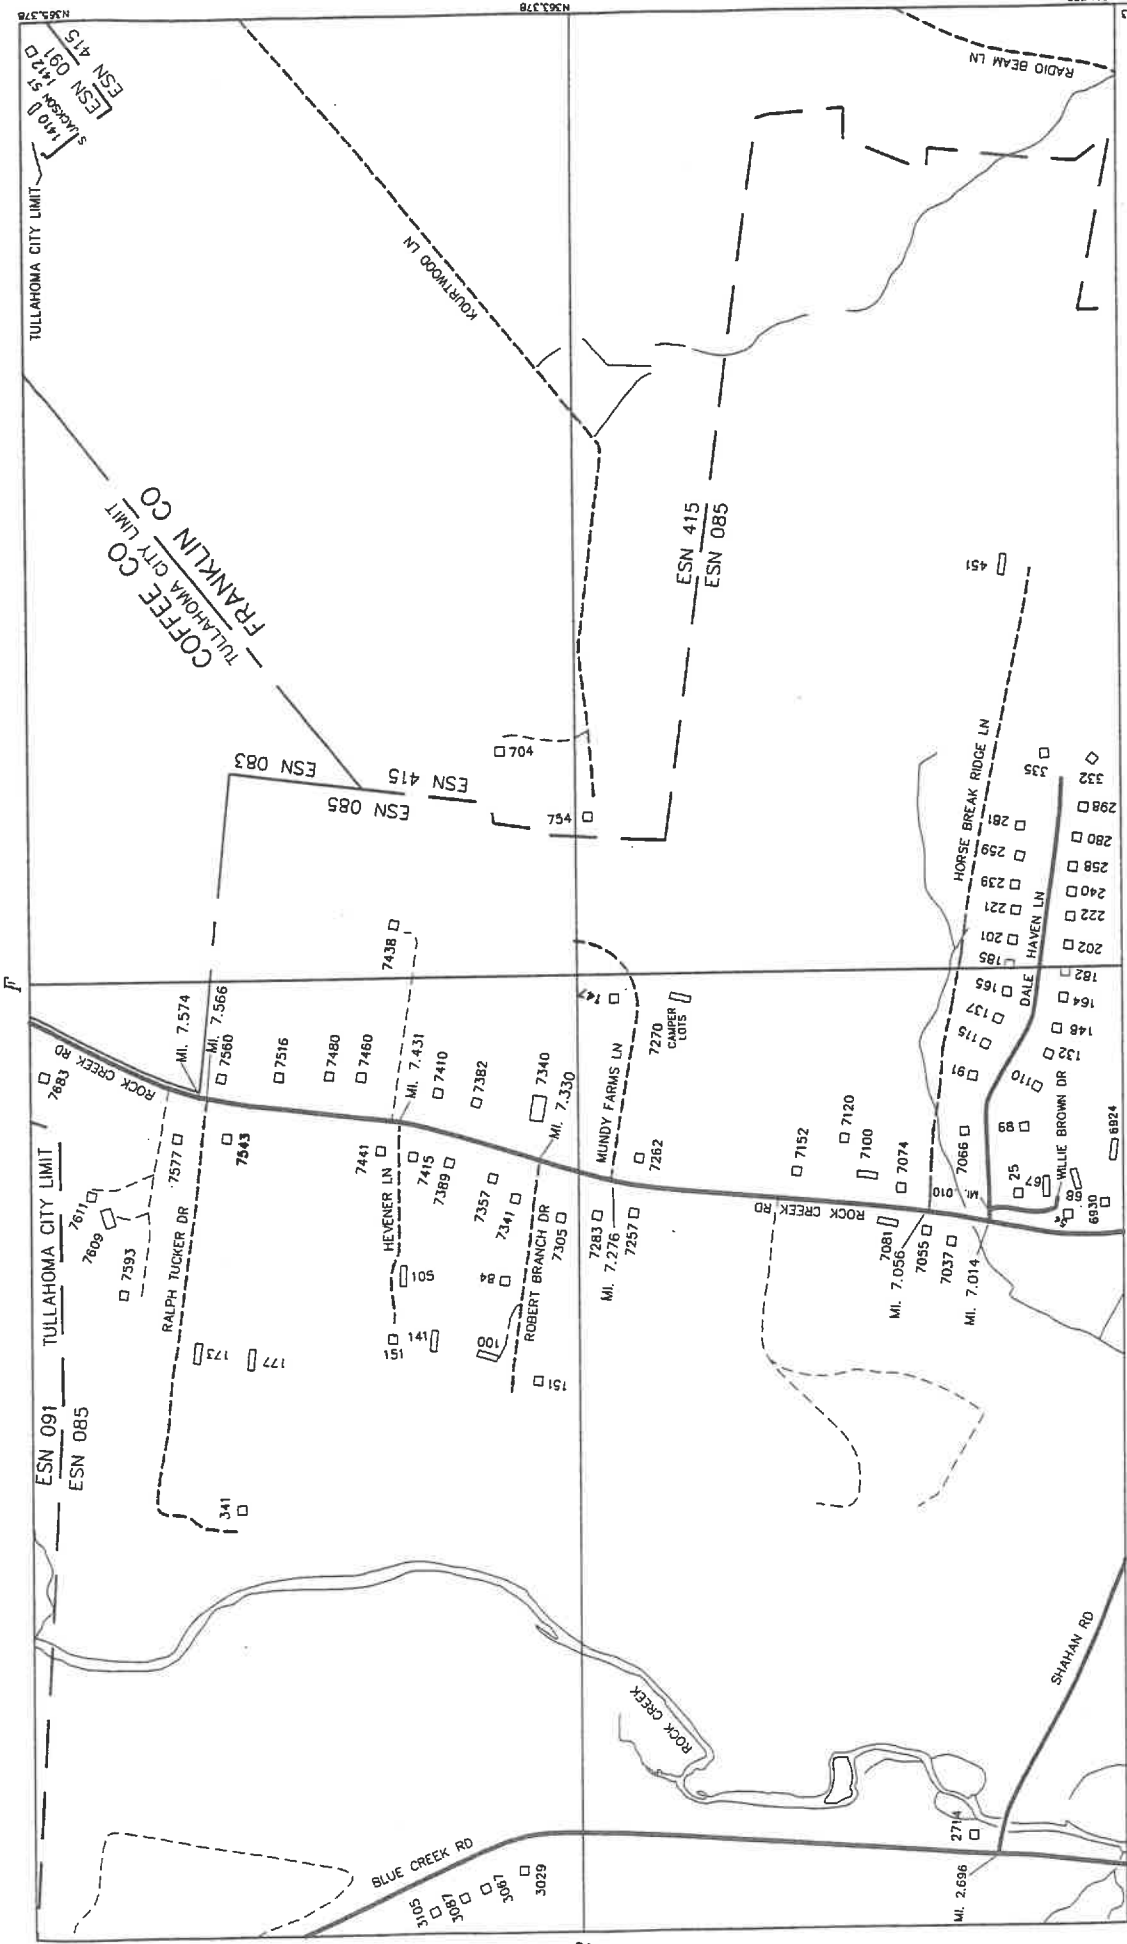 N365.378
N363.378
1412
1410
S JACKSON ST
ESN 091
ESN 415
TULLAHOMA CITY LIMIT
RADIO BEAM LN
KOURTWOOD LN
COFFEE CO
TULLAHOMA CITY LIMIT
FRANKLIN CO
ESN 415
ESN 085
451
704
754
ESN 083
ESN 415
ESN 085
HORSE BREAK RIDGE LN
335
332
298
280
258
240
222
202
182
164
148
132
110
281
259
239
221
201
185
165
137
115
91
89
DALE HAVEN LN
WILLIE BROWN DR
F
7683
ROCK CREEK RD
MI. 7.574
MI. 7.566
7560
7516
7480
7460
MI. 7.431
7438
7410
7382
7340
MI. 7.330
MUNDY FARMS LN
147
7270
CAMPER
LOTS
7262
7152
7120
7100
7074
7066
MI. .010
25
67
68
6924
6930
TULLAHOMA CITY LIMIT
7611
7609
7593
7577
7543
RALPH TUCKER DR
173
177
341
HEVENER LN
7441
7415
7389
7357
7341
105
151
141
84
100
ROBERT BRANCH DR
151
7305
7283
MI. 7.276
7257
ROCK CREEK RD
7081
MI. 7.056
7055
7037
MI. 7.014
ESN 091
ESN 085
ROCK CREEK
SHAHAN RD
BLUE CREEK RD
3105
3087
3067
3029
2714
MI. 2.696